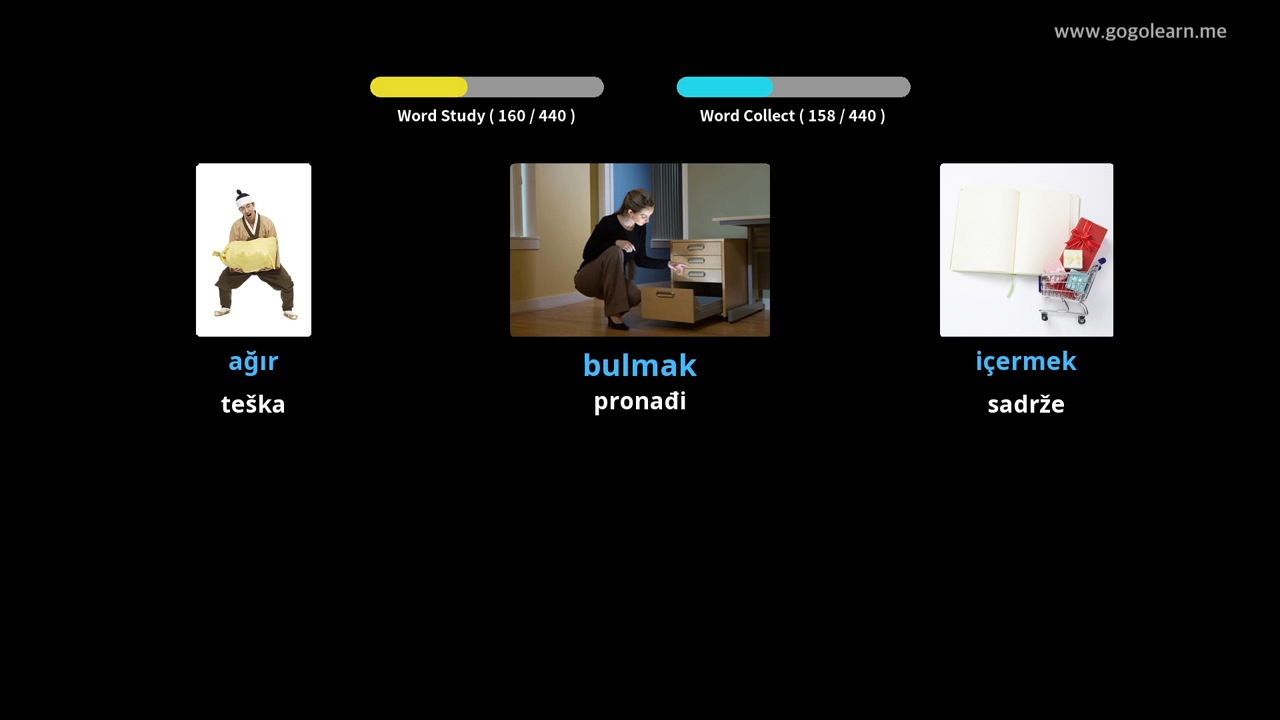 www.gogolearn.me
Word Study ( 160 / 440 )
Word Collect ( 158 / 440 )
ağır
teška
bulmak
pronađi
içermek
sadrže